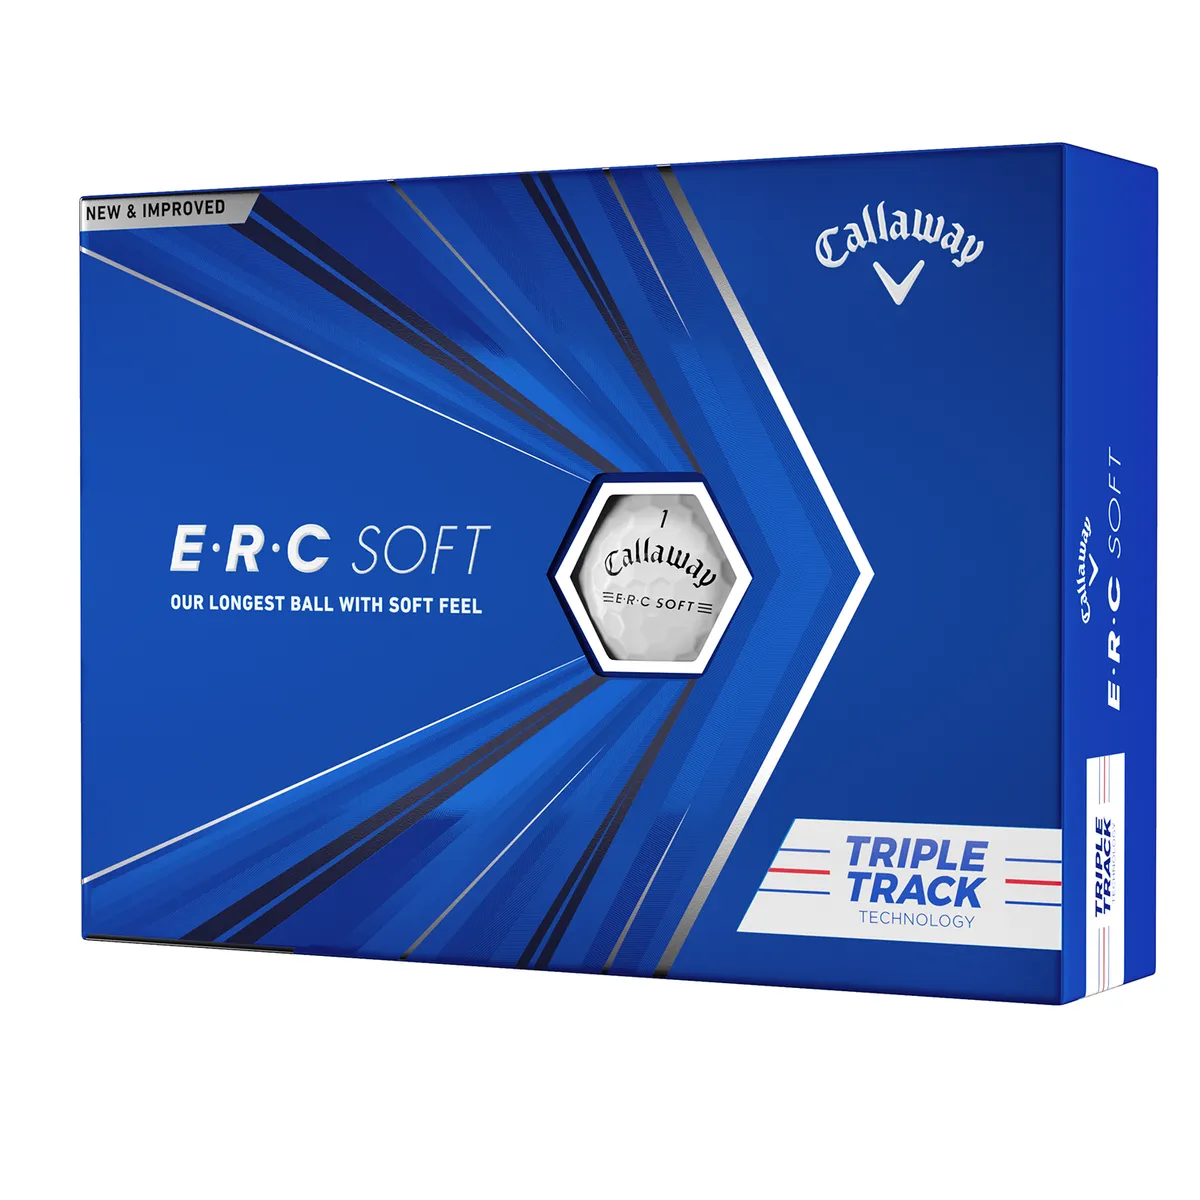 NEW & IMPROVED
Callaway
E·R·C SOFT
OUR LONGEST BALL WITH SOFT FEEL
1
Callaway
E·R·C SOFT
TRIPLE
TRACK
TECHNOLOGY
Callaway
E·R·C SOFT
TRIPLE
TRACK
TECHNOLOGY